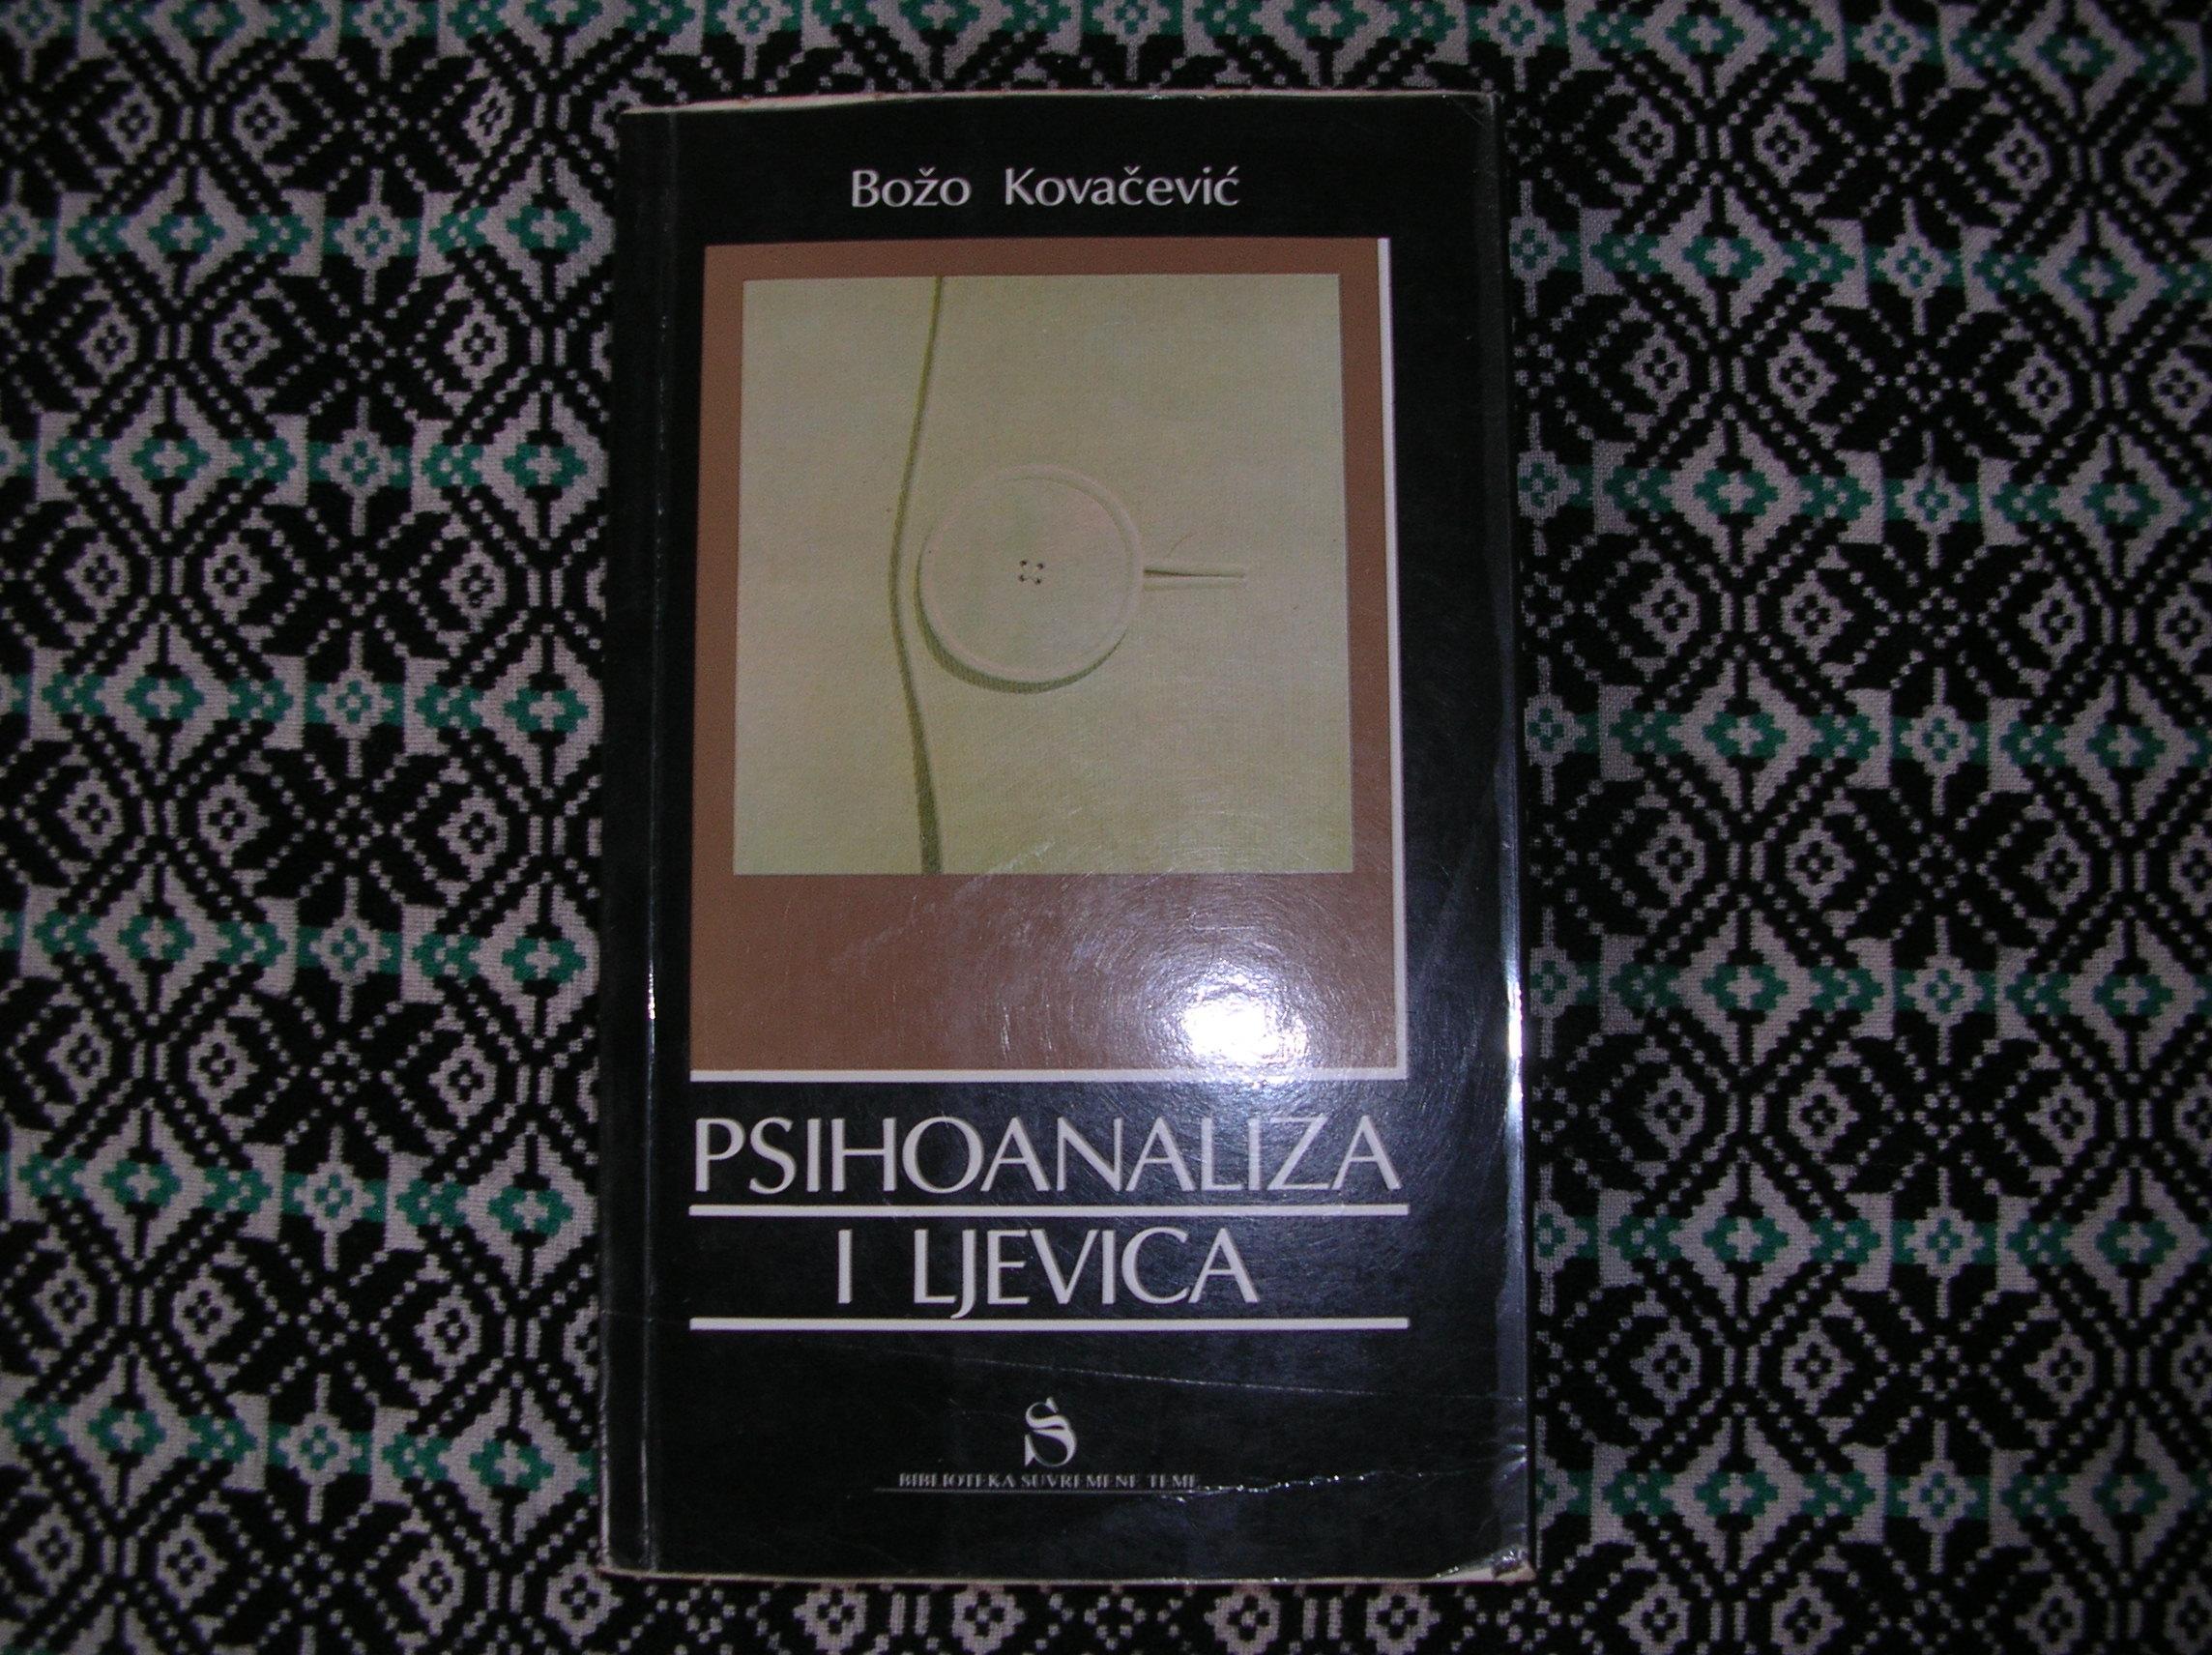 Božo Kovačević
PSIHOANALIZA
I LJEVICA
S
BIBLIOTEKA SUVREMENE TEME